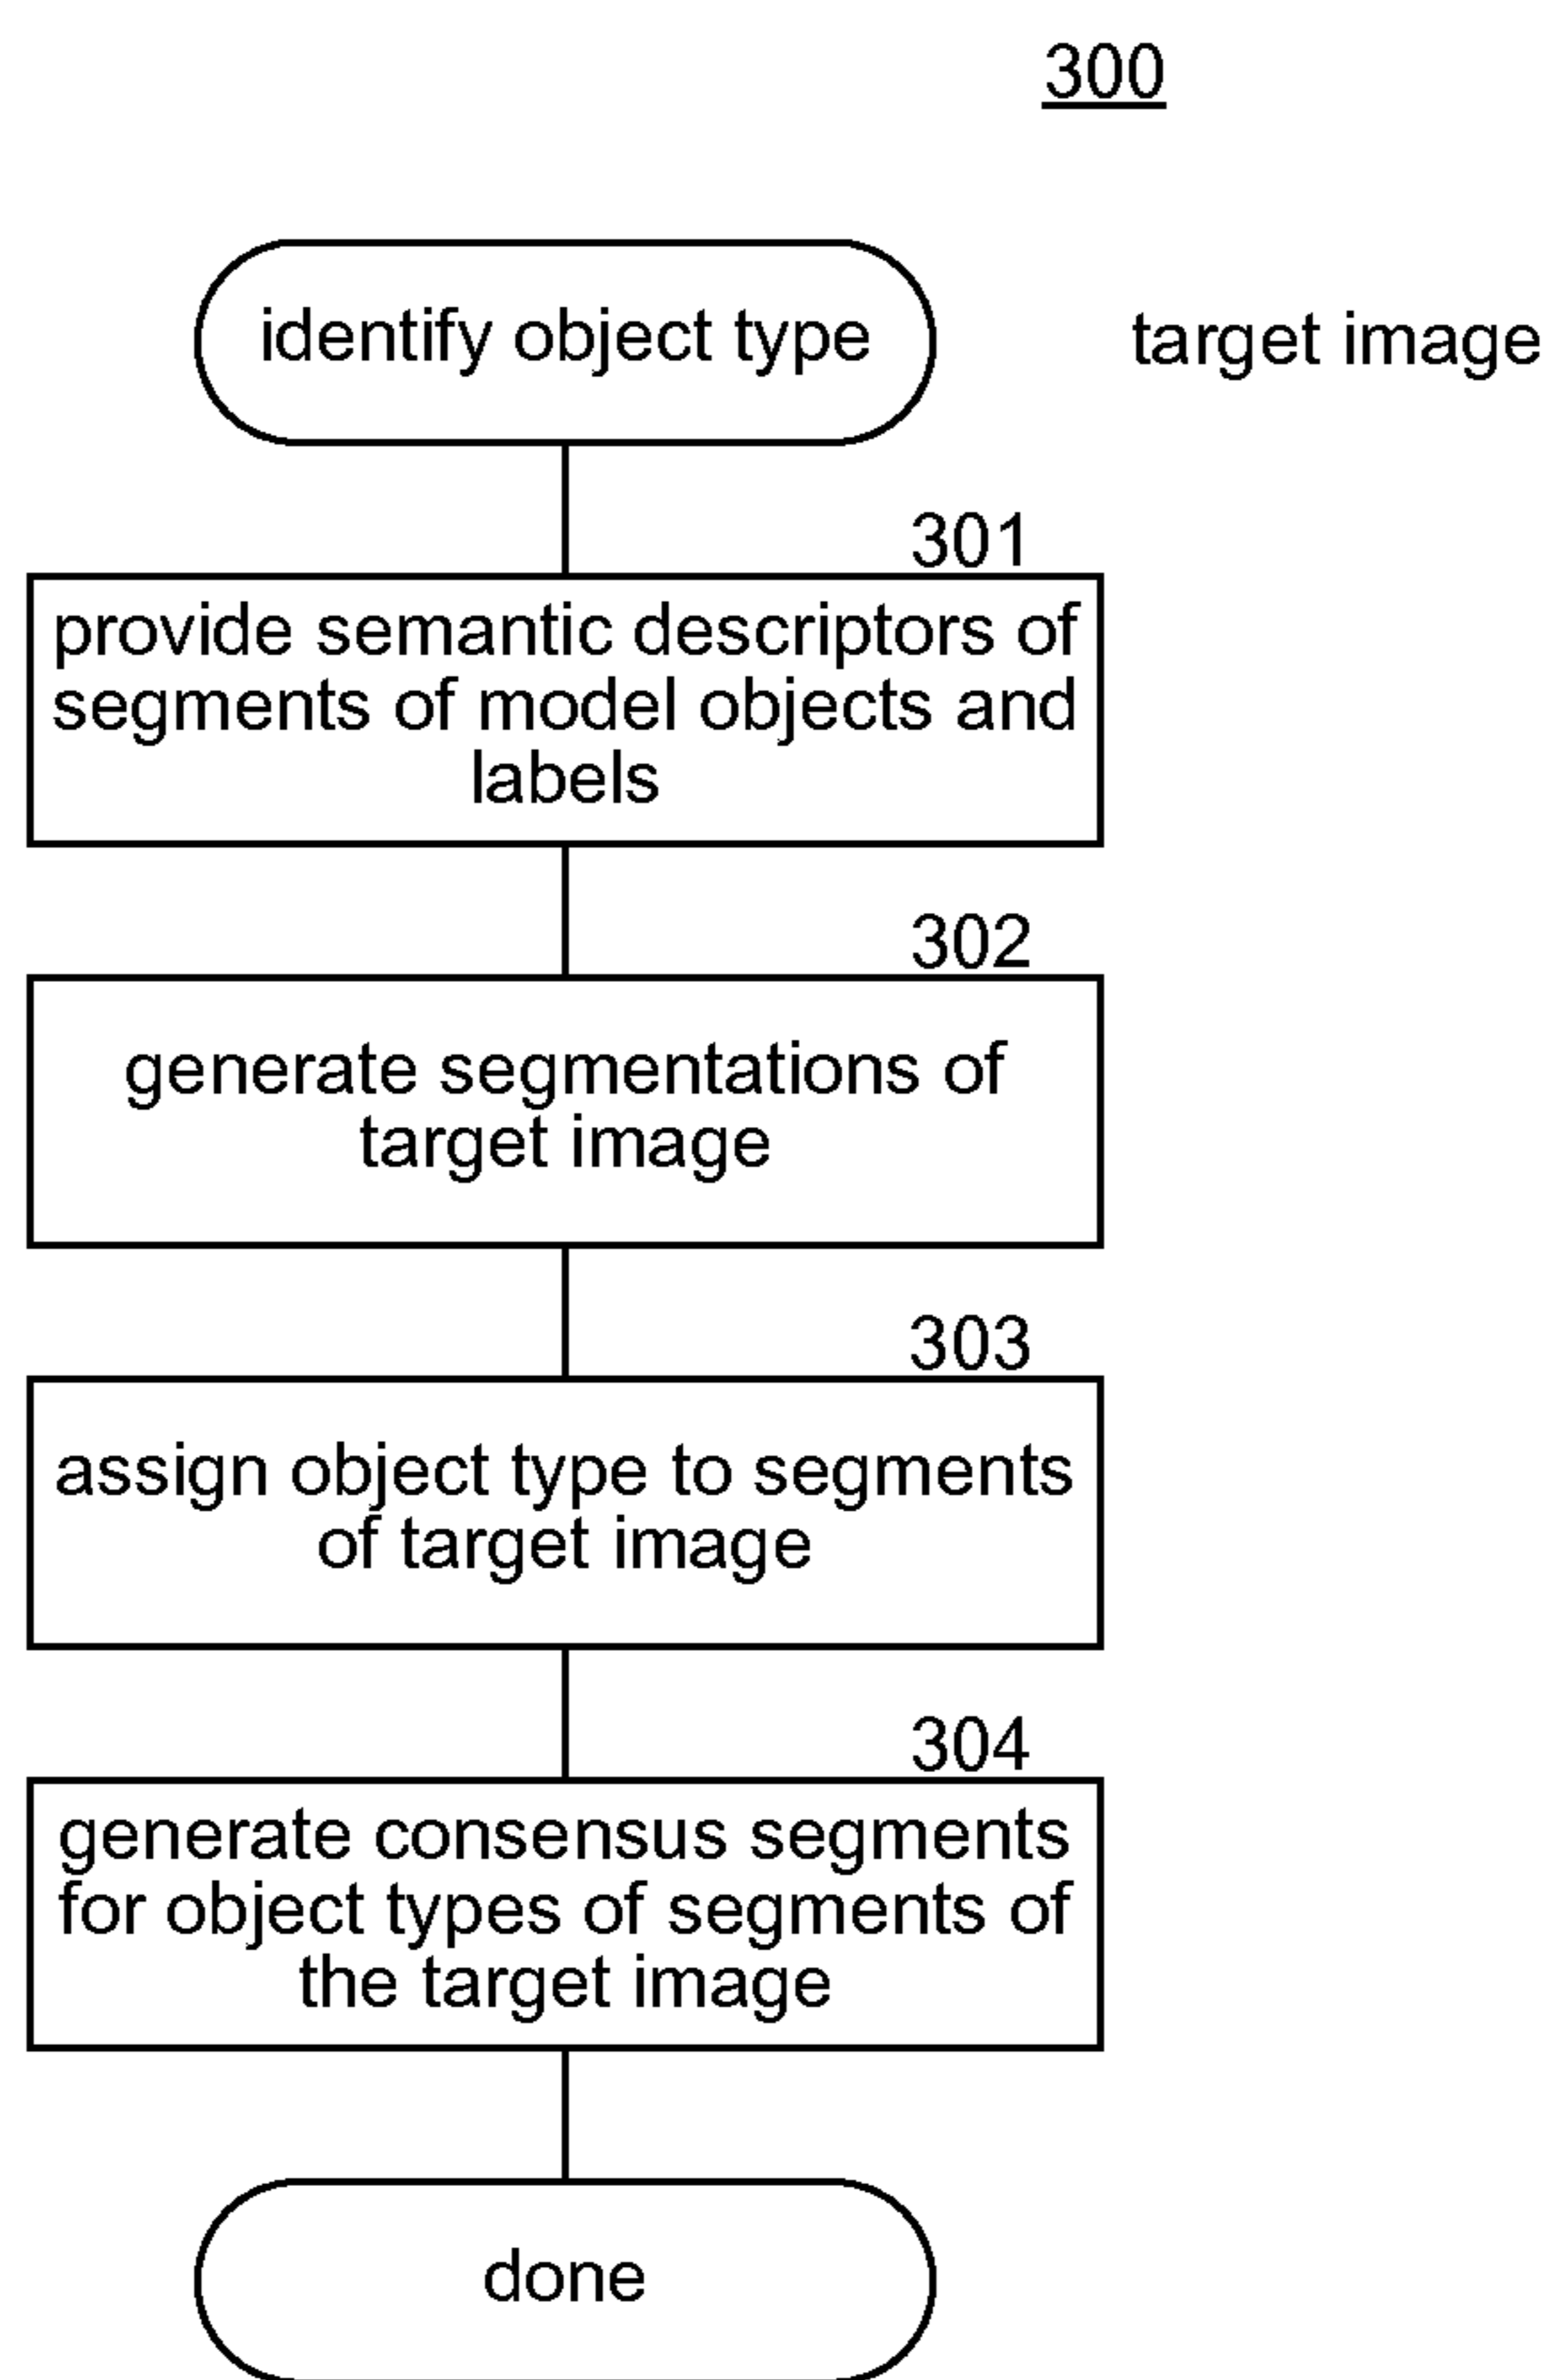 300
identify object type
target image
301
provide semantic descriptors of
segments of model objects and
labels
302
generate segmentations of
target image
303
assign object type to segments
of target image
304
generate consensus segments
for object types of segments of
the target image
done